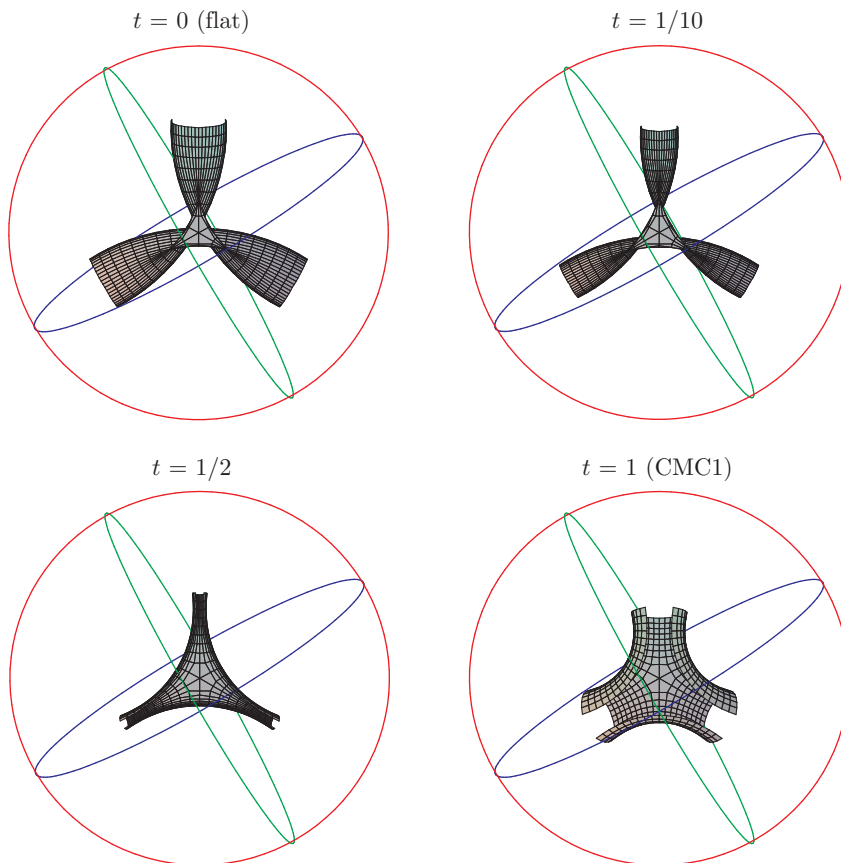 t = 0 (flat)
t = 1/10
t = 1/2
t = 1 (CMC1)